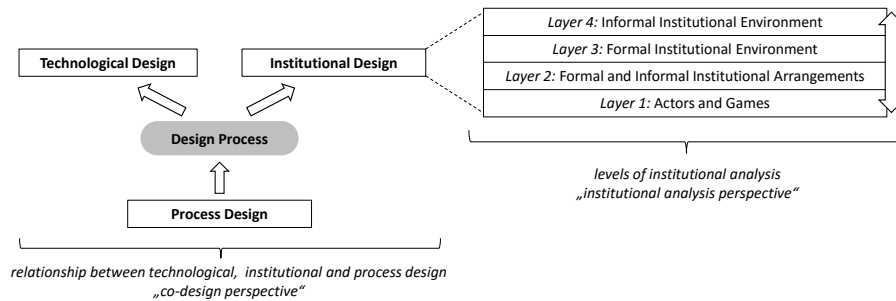 Technological Design
Institutional Design
Design Process
Process Design
relationship between technological, institutional and process design
„co-design perspective“
Layer 4: Informal Institutional Environment
Layer 3: Formal Institutional Environment
Layer 2: Formal and Informal Institutional Arrangements
Layer 1: Actors and Games
levels of institutional analysis
„institutional analysis perspective“